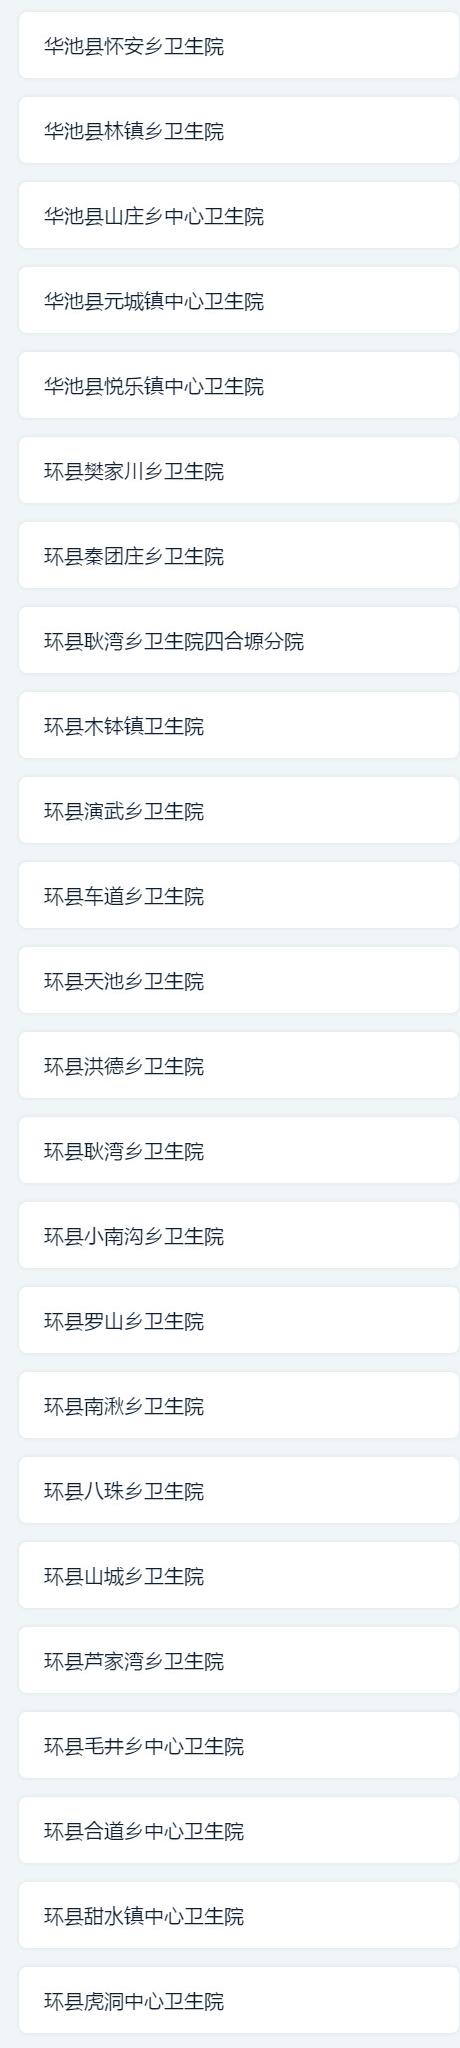 华池县怀安乡卫生院
华池县林镇乡卫生院
华池县山庄乡中心卫生院
华池县元城镇中心卫生院
华池县悦乐镇中心卫生院
环县樊家川乡卫生院
环县秦团庄乡卫生院
环县耿湾乡卫生院四合塬分院
环县木钵镇卫生院
环县演武乡卫生院
环县车道乡卫生院
环县天池乡卫生院
环县洪德乡卫生院
环县耿湾乡卫生院
环县小南沟乡卫生院
环县罗山乡卫生院
环县南湫乡卫生院
环县八珠乡卫生院
环县山城乡卫生院
环县芦家湾乡卫生院
环县毛井乡中心卫生院
环县合道乡中心卫生院
环县甜水镇中心卫生院
环县虎洞中心卫生院